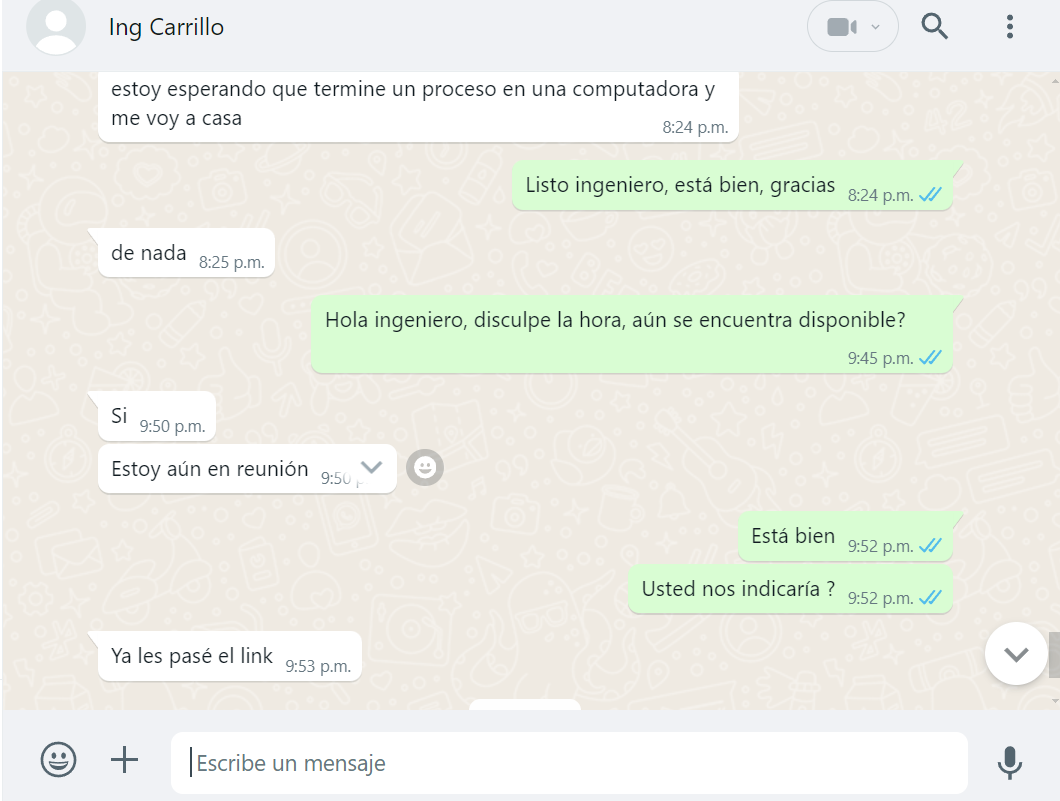 Ing Carrillo
estoy esperando que termine un proceso en una computadora y
me voy a casa
8:24 p.m.
Listo ingeniero, está bien, gracias 8:24 p.m.
de nada 8:25 p.m.
Hola ingeniero, disculpe la hora, aún se encuentra disponible?
9:45 p.m.
Si 9:50 p.m.
Estoy aún en reunión 9:50 p
Está bien 9:52 p.m.
Usted nos indicaría ? 9:52 p.m.
Ya les pasé el link 9:53 p.m.
Escribe un mensaje